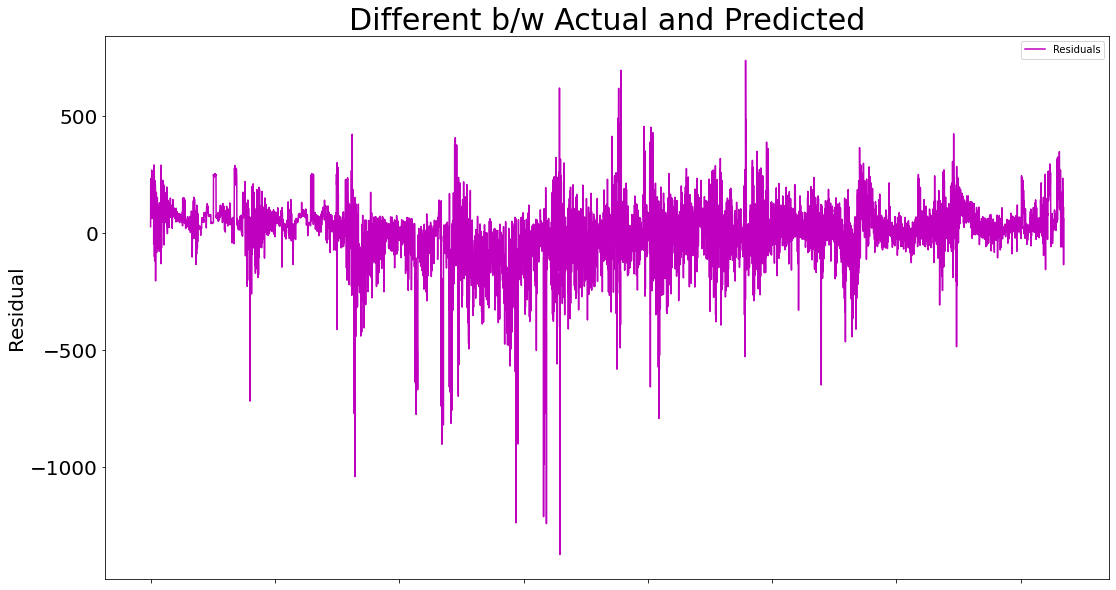 Different b/w Actual and Predicted
Residuals
500
0
−500
−1000
Residual